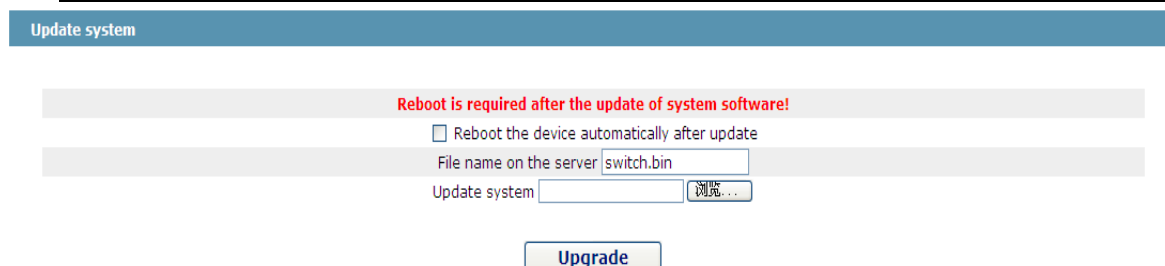 Update system
Reboot is required after the update of system software!
Reboot the device automatically after update
File name on the server switch.bin
Update system 浏览...
Upgrade